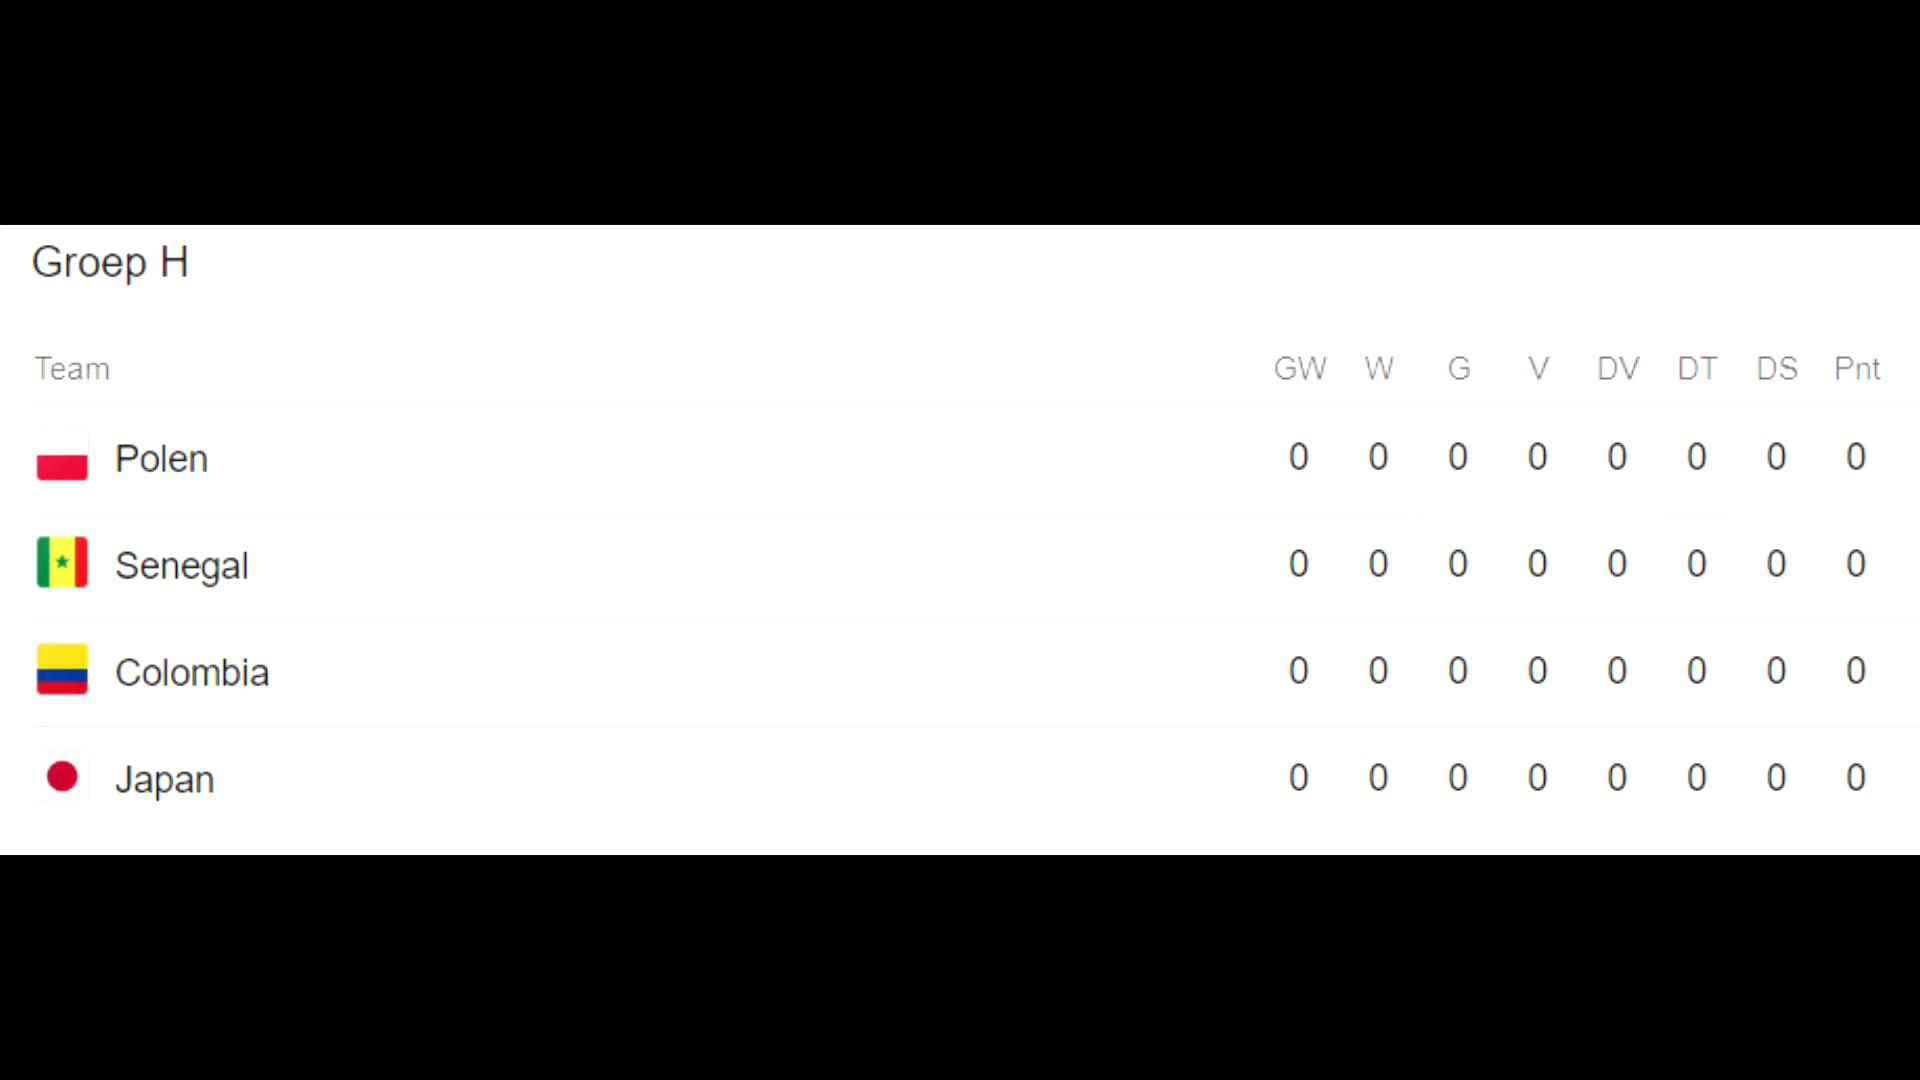 Groep H
Team GW W G V DV DT DS Pnt
Polen 0 0 0 0 0 0 0 0
Senegal 0 0 0 0 0 0 0 0
Colombia 0 0 0 0 0 0 0 0
Japan 0 0 0 0 0 0 0 0